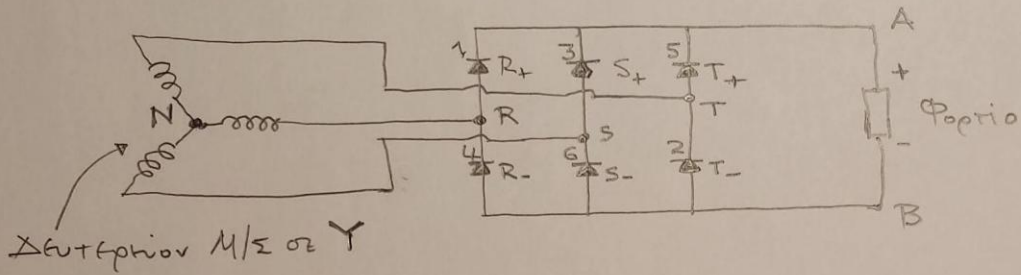 A
1 R+ 3 S+ 5 T+ +
N R S T Φορτίο
4 R- 6 S- 2 T- -
B
Δευτερεύον Μ/Σ σε Y